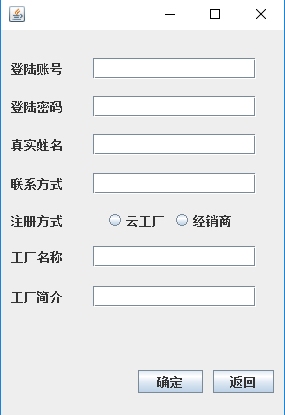 登陆账号
登陆密码
真实姓名
联系方式
注册方式 云工厂 经销商
工厂名称
工厂简介
确定 返回